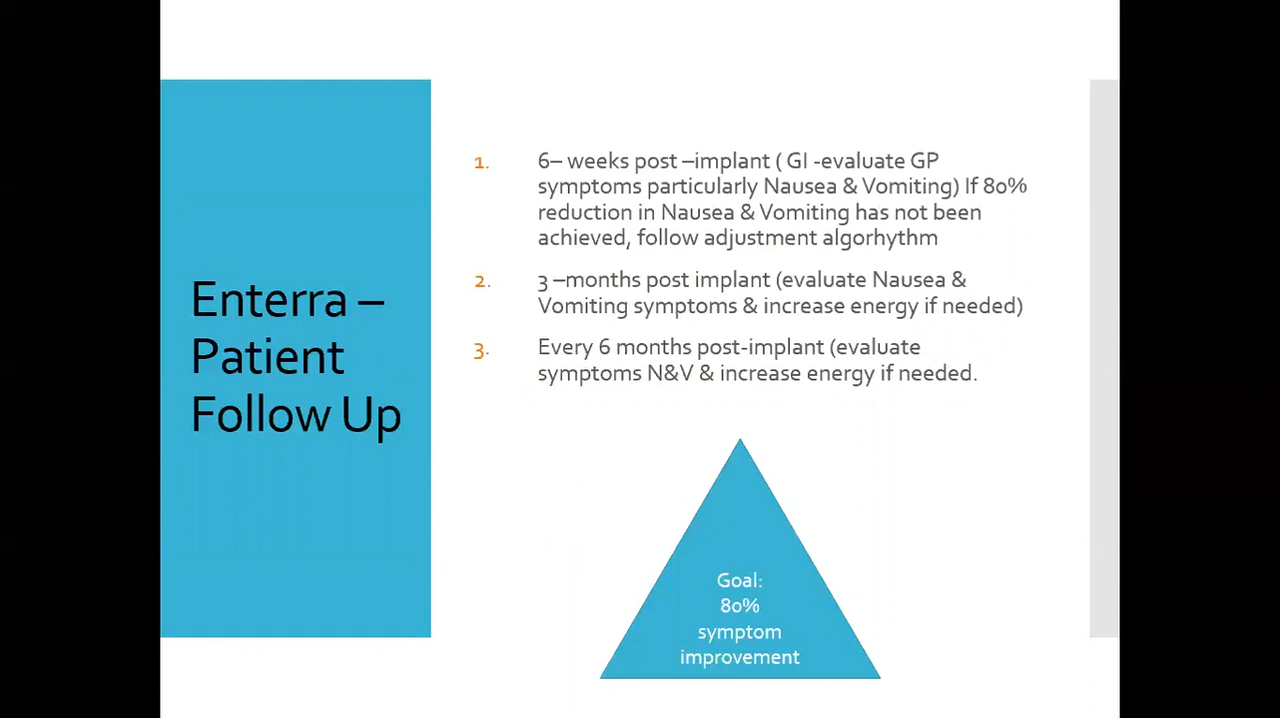 Enterra –
Patient
Follow Up
1. 6– weeks post –implant ( GI -evaluate GP
symptoms particularly Nausea & Vomiting) If 80%
reduction in Nausea & Vomiting has not been
achieved, follow adjustment algorhythm
2. 3 –months post implant (evaluate Nausea &
Vomiting symptoms & increase energy if needed)
3. Every 6 months post-implant (evaluate
symptoms N&V & increase energy if needed.
Goal:
80%
symptom
improvement